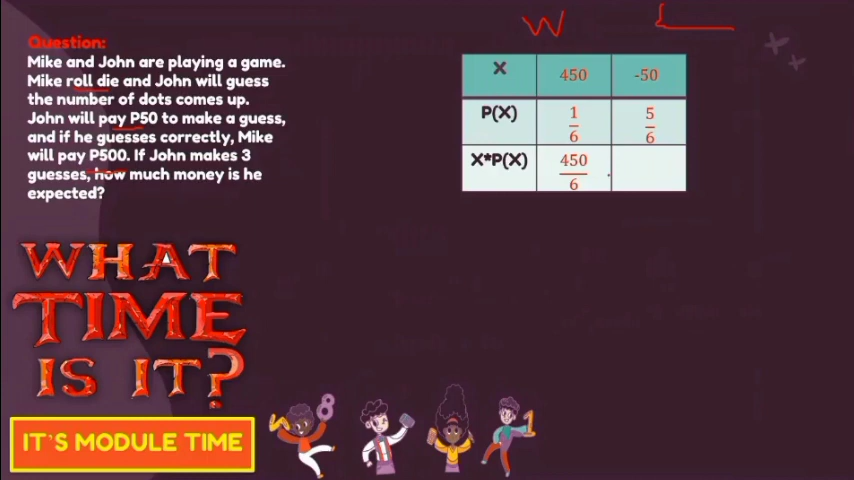 W L
Question:
Mike and John are playing a game.
Mike roll die and John will guess
the number of dots comes up.
John will pay P50 to make a guess,
and if he guesses correctly, Mike
will pay P500. If John makes 3
guesses, how much money is he
expected?
X 450 -50
P(X) 1/6 5/6
X*P(X) 450/6
WHAT
TIME
IS IT?
IT'S MODULE TIME